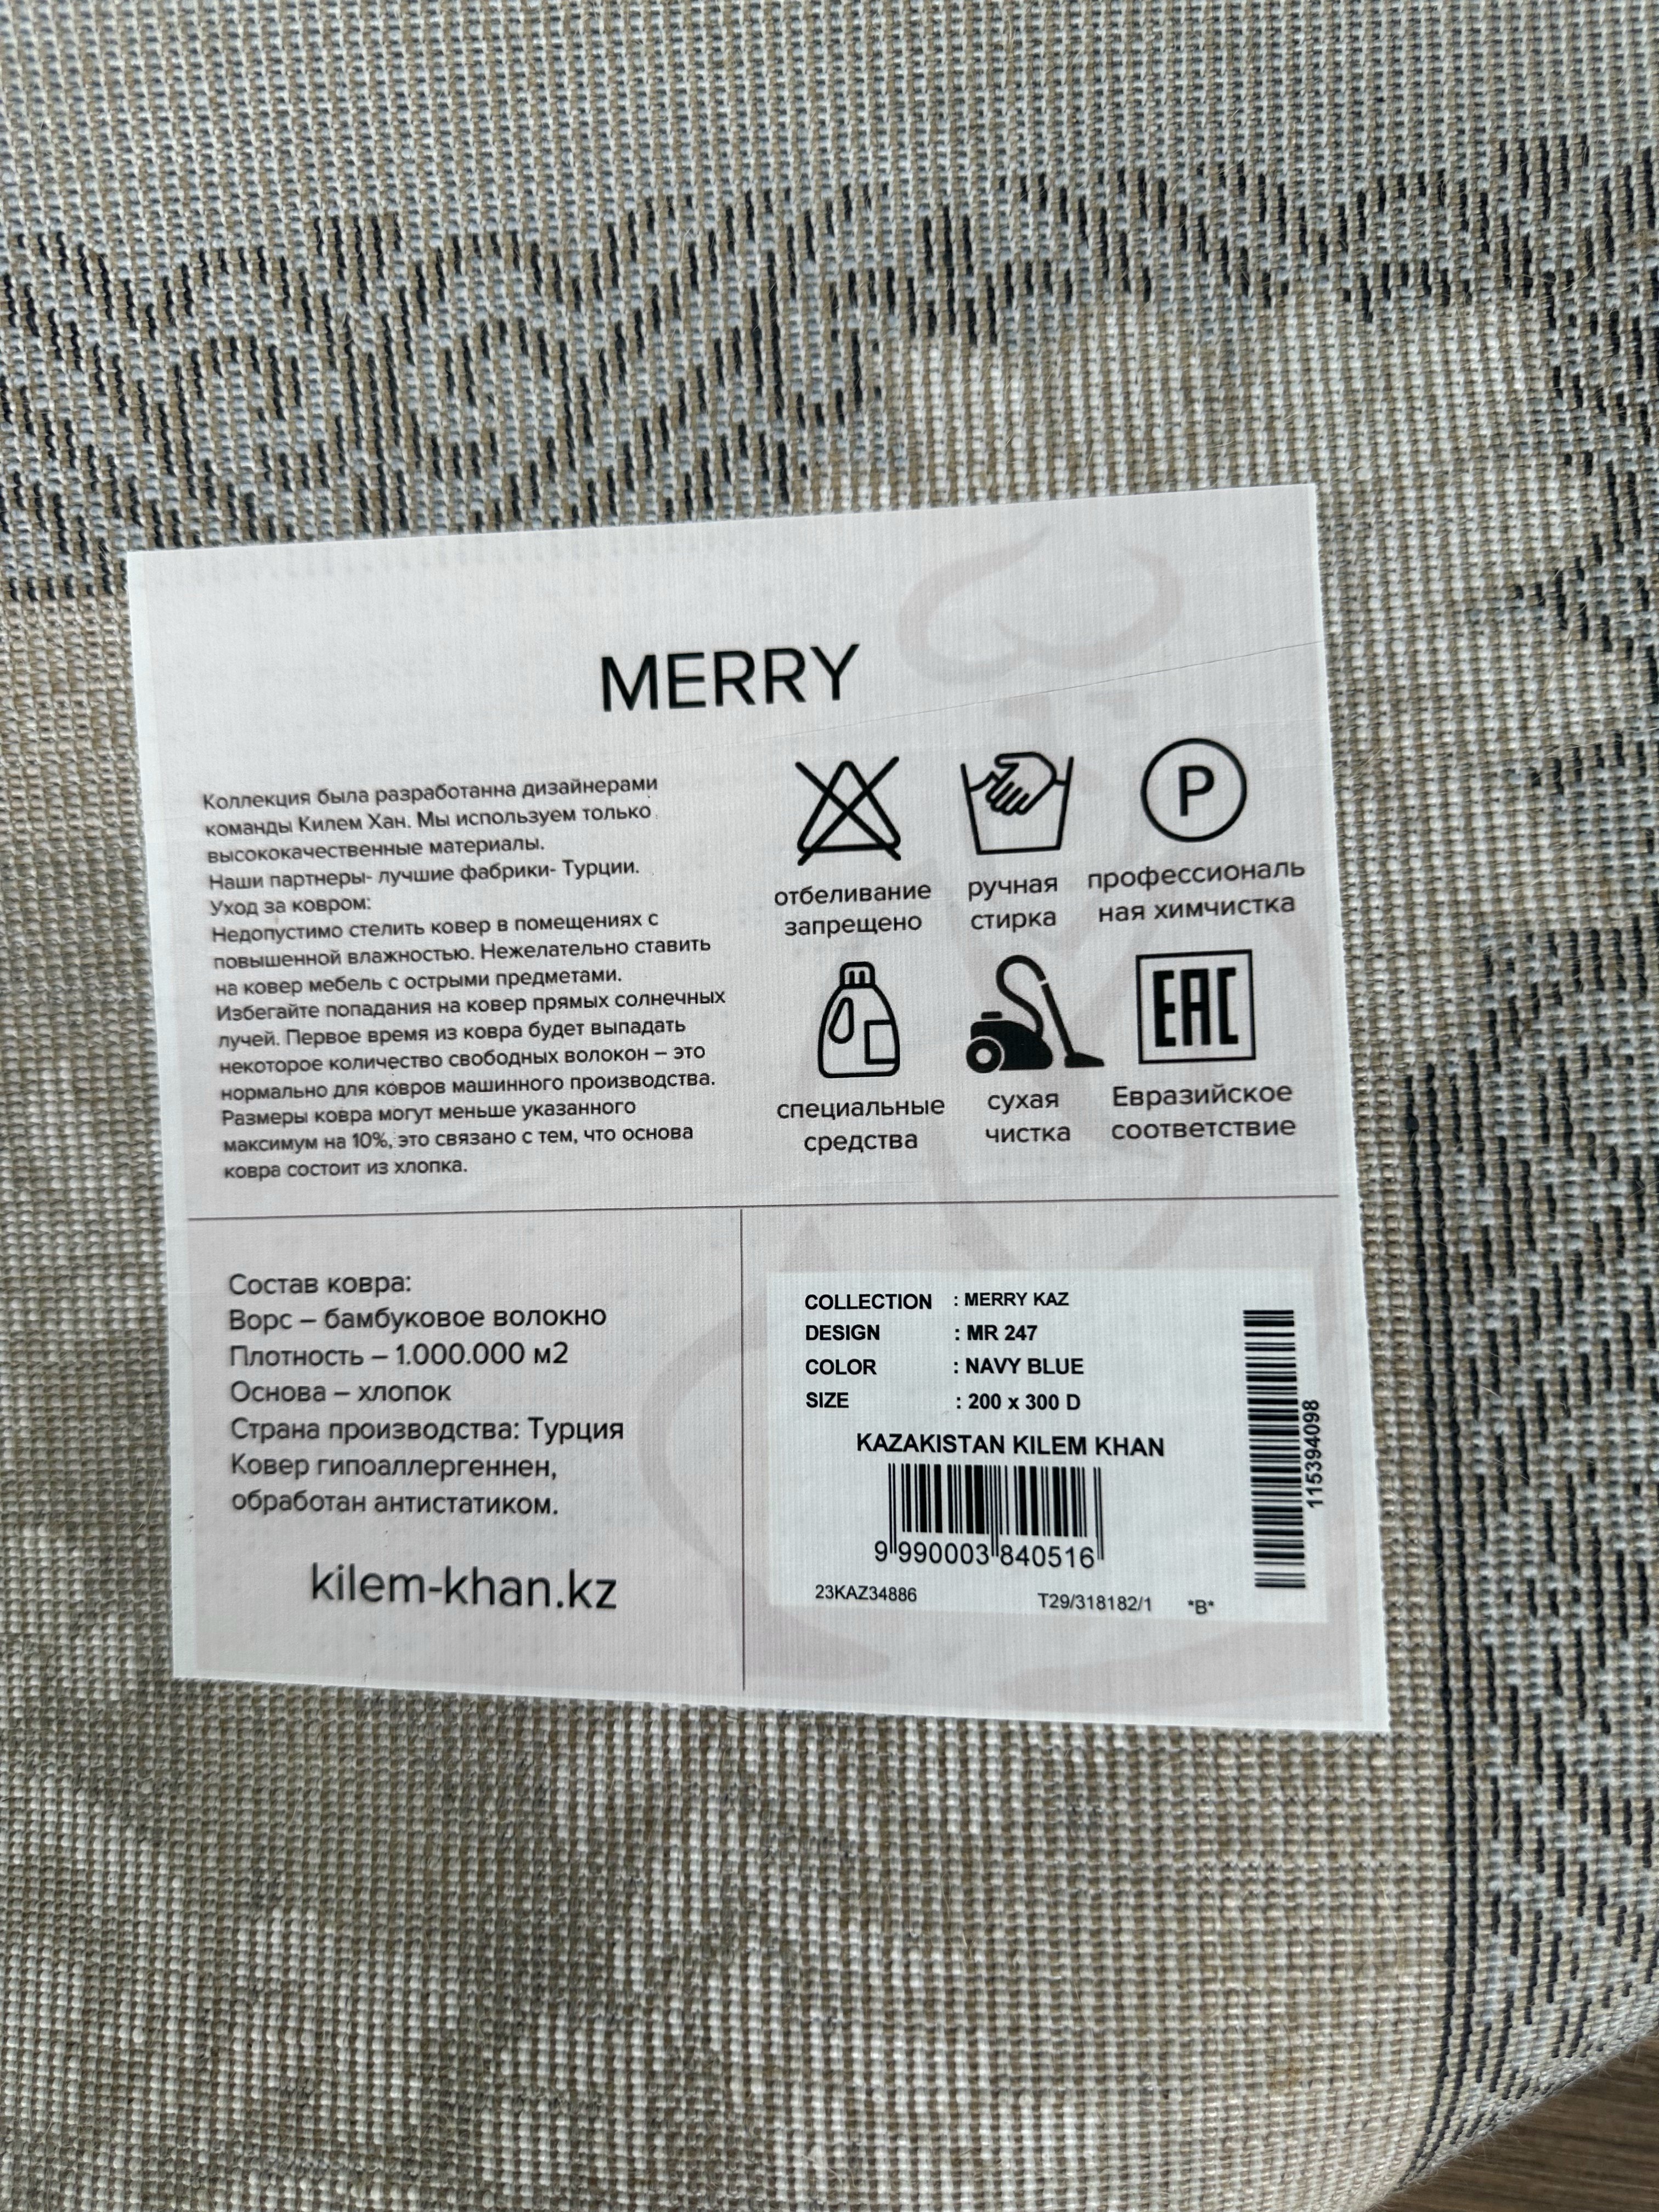 MERRY
Коллекция была разработанна дизайнерами
команды Килем Хан. Мы используем только
высококачественные материалы.
Наши партнеры- лучшие фабрики- Турции.
Уход за ковром:
Недопустимо стелить ковер в помещениях с
повышенной влажностью. Нежелательно ставить
на ковер мебель с острыми предметами.
Избегайте попадания на ковер прямых солнечных
лучей. Первое время из ковра будет выпадать
некоторое количество свободных волокон – это
нормально для ковров машинного производства.
Размеры ковра могут меньше указанного
максимум на 10%, это связано с тем, что основа
ковра состоит из хлопка.
P
отбеливание
запрещено
ручная
стирка
профессиональ
ная химчистка
EAC
специальные
средства
сухая
чистка
Евразийское
соответствие
Состав ковра:
Ворс – бамбуковое волокно
Плотность – 1.000.000 м2
Основа – хлопок
Страна производства: Турция
Ковер гипоаллергеннен,
обработан антистатиком.
kilem-khan.kz
COLLECTION : MERRY KAZ
DESIGN : MR 247
COLOR : NAVY BLUE
SIZE : 200 x 300 D
KAZAKISTAN KILEM KHAN
9 990003 840516
23KAZ34886 T29/318182/1 *B*
115394098